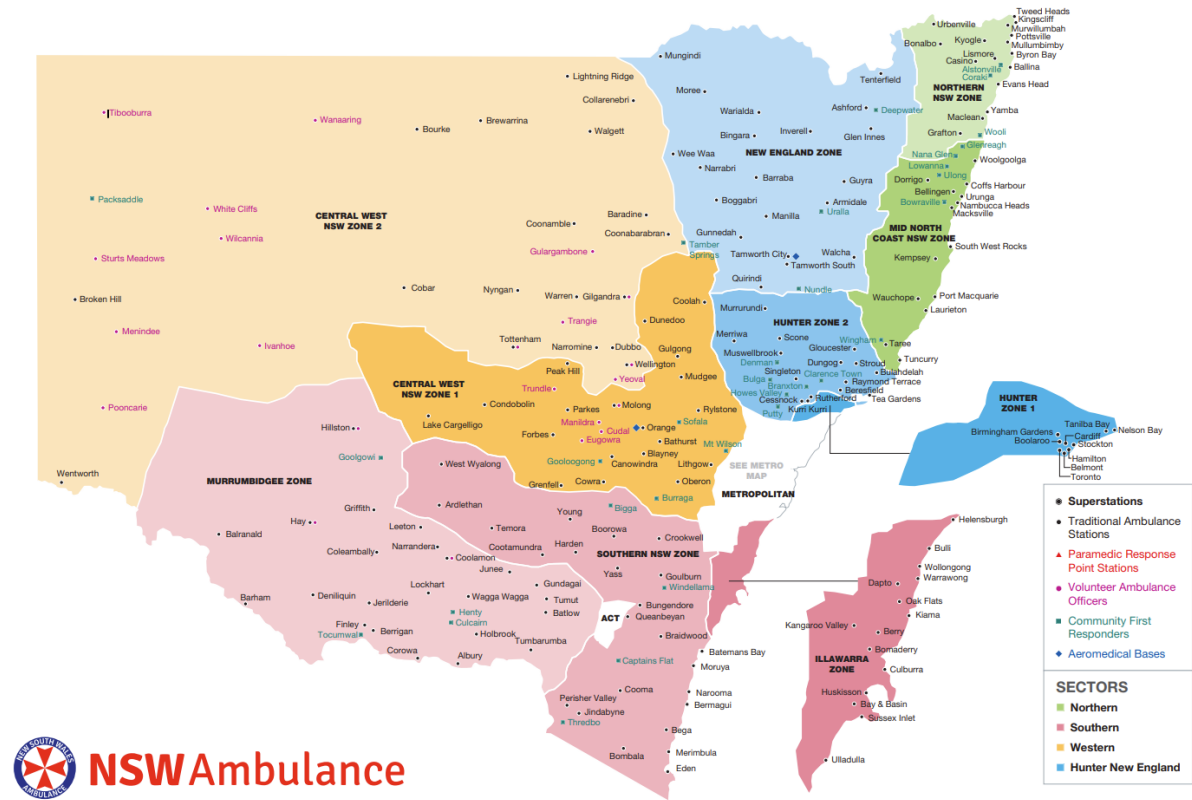 Tweed Heads
Kingscliff
Murwillumbah
Pottsville
Mullumbimby
Byron Bay
Urbenville
Bonalbo
Kyogle
Lismore
Casino
Alstonville
Coraki
Ballina
Evans Head
NORTHERN
NSW ZONE
Yamba
Maclean
Grafton
Wooli
Glenreagh
Nana Glen
Woolgoolga
Lowanna
Ulong
Dorrigo
Coffs Harbour
Bellingen
Urunga
Bowraville
Nambucca Heads
Macksville
MID NORTH
COAST NSW ZONE
South West Rocks
Kempsey
Wauchope
Port Macquarie
Laurieton
Wingham
Taree
Tuncurry
Mungindi
Tenterfield
Moree
Ashford
Deepwater
Warialda
Bingara
Inverell
Glen Innes
NEW ENGLAND ZONE
Wee Waa
Narrabri
Barraba
Guyra
Boggabri
Manilla
Armidale
Uralla
Gunnedah
Tamber
Springs
Tamworth City
Walcha
Tamworth South
Quirindi
Nundle
Lightning Ridge
Collarenebri
Tibooburra
Wanaaring
Bourke
Brewarrina
Walgett
Packsaddle
White Cliffs
CENTRAL WEST
NSW ZONE 2
Baradine
Coonamble
Coonabarabran
Wilcannia
Gulargambone
Sturts Meadows
Cobar
Nyngan
Warren
Gilgandra
Broken Hill
Trangie
Menindee
Ivanhoe
Tottenham
Narromine
Dubbo
Wellington
Peak Hill
Yeoval
Pooncarie
Wentworth
Coolah
Dunedoo
Gulgong
Mudgee
CENTRAL WEST
NSW ZONE 1
Trundle
Condobolin
Parkes
Molong
Rylstone
Lake Cargelligo
Manildra
Cudal
Orange
Sofala
Forbes
Eugowra
Bathurst
Mt Wilson
Blayney
Gooloogong
Canowindra
Lithgow
Grenfell
Cowra
Oberon
Burraga
Murrurundi
HUNTER ZONE 2
Merriwa
Scone
Gloucester
Muswellbrook
Denman
Dungog
Stroud
Singleton
Clarence Town
Bulahdelah
Bulga
Branxton
Raymond Terrace
Howes Valley
Beresfield
Cessnock
Rutherford
Tea Gardens
Putty
Kurri Kurri
HUNTER
ZONE 1
Tanilba Bay
Nelson Bay
Birmingham Gardens
Cardiff
Boolaroo
Stockton
Hamilton
Belmont
Toronto
SEE METRO
MAP
METROPOLITAN
Hillston
Goolgowi
MURRUMBIDGEE ZONE
Griffith
Hay
Leeton
Balranald
Narrandera
Coleambally
Coolamon
Junee
Lockhart
Gundagai
Barham
Deniliquin
Jerilderie
Wagga Wagga
Tumut
Henty
Batlow
Culcairn
Finley
Berrigan
Tocumwal
Holbrook
Tumbarumba
Corowa
Albury
West Wyalong
Ardlethan
Bigga
Young
Temora
Boorowa
Crookwell
Cootamundra
Harden
SOUTHERN NSW ZONE
Yass
Goulburn
Windellama
Bungendore
ACT
Queanbeyan
Braidwood
Batemans Bay
Captains Flat
Moruya
Cooma
Narooma
Perisher Valley
Bermagui
Jindabyne
Thredbo
Bega
Bombala
Merimbula
Eden
Helensburgh
Bulli
Wollongong
Warrawong
Dapto
Oak Flats
Kiama
Kangaroo Valley
Berry
Bomaderry
ILLAWARRA
ZONE
Culburra
Huskisson
Bay & Basin
Sussex Inlet
Ulladulla
Superstations
Traditional Ambulance
Stations
Paramedic Response
Point Stations
Volunteer Ambulance
Officers
Community First
Responders
Aeromedical Bases
SECTORS
Northern
Southern
Western
Hunter New England
NEW SOUTH WALES
AMBULANCE
NSW Ambulance